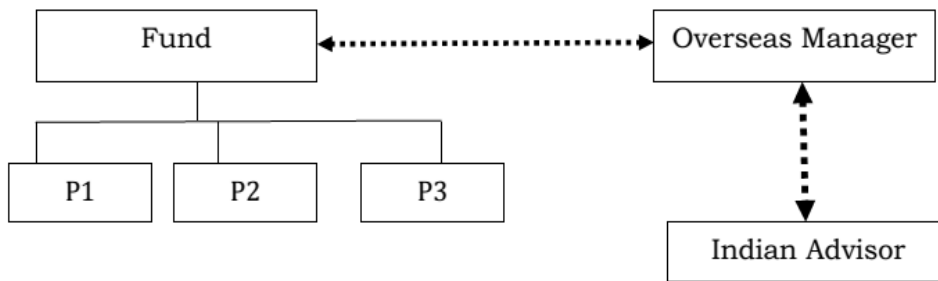 Fund
Overseas Manager
P1
P2
P3
Indian Advisor